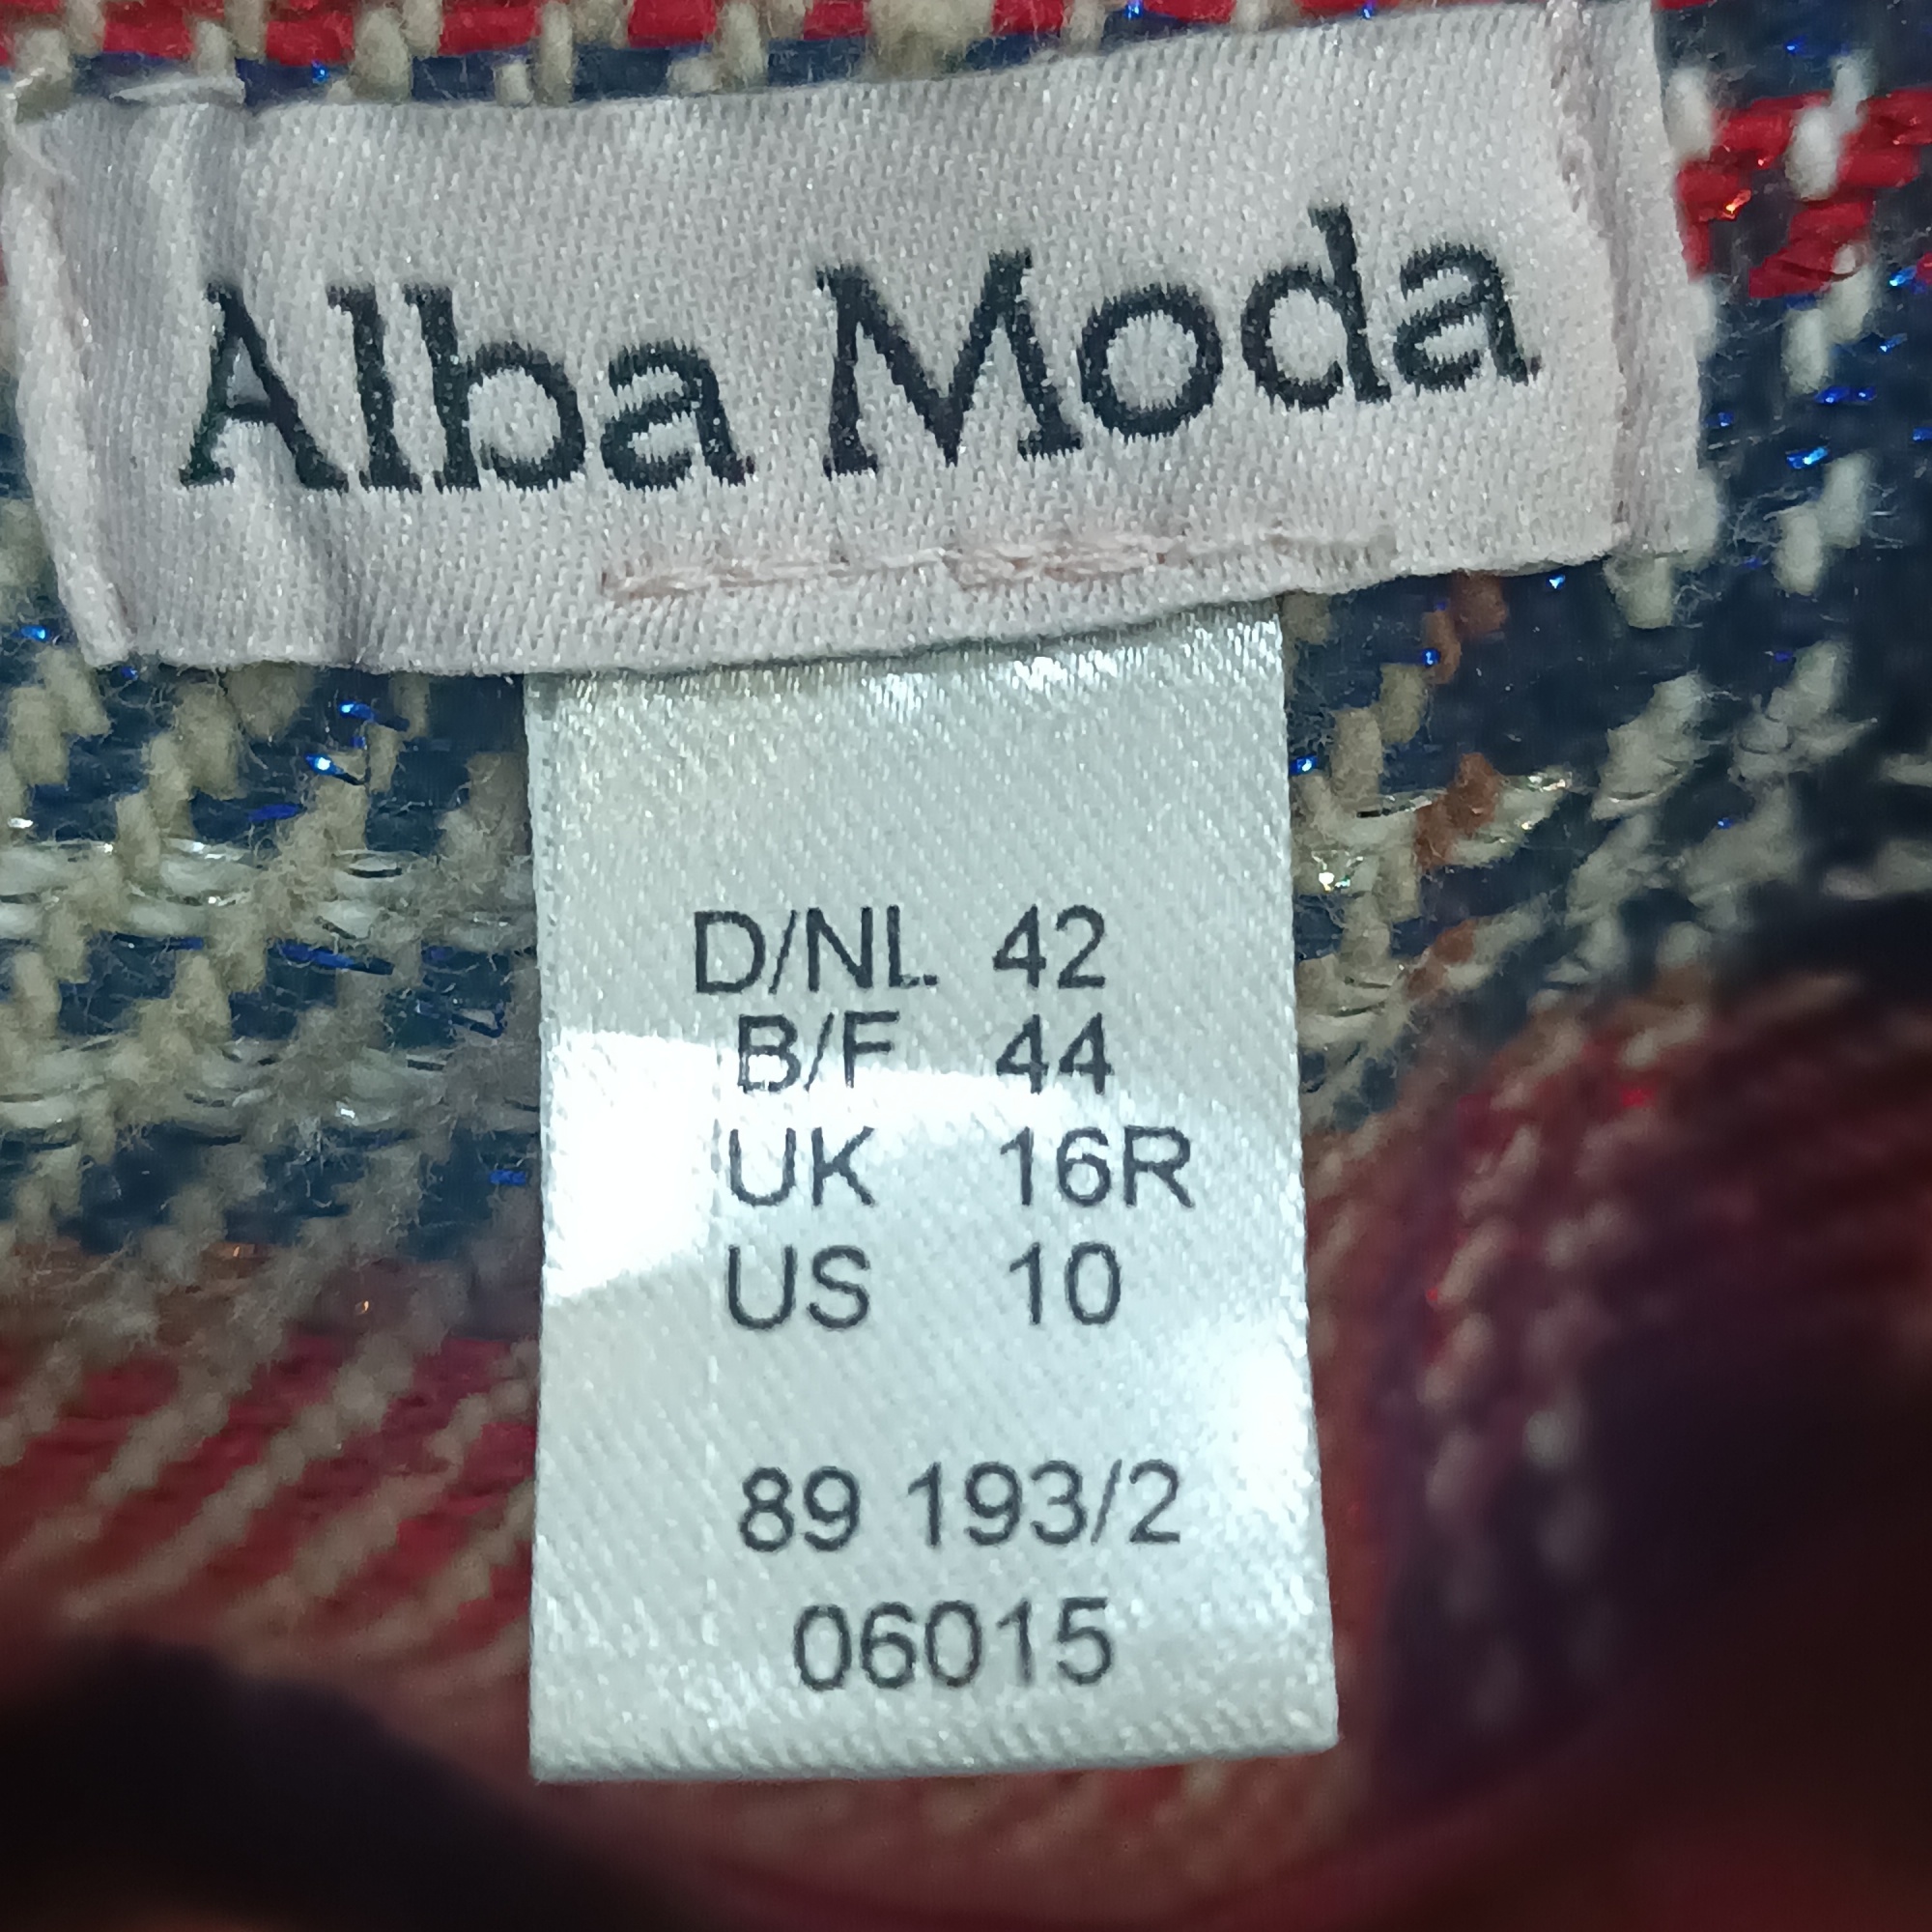 Alba Moda
D/NL 42
B/F 44
UK 16R
US 10
89 193/2
06015